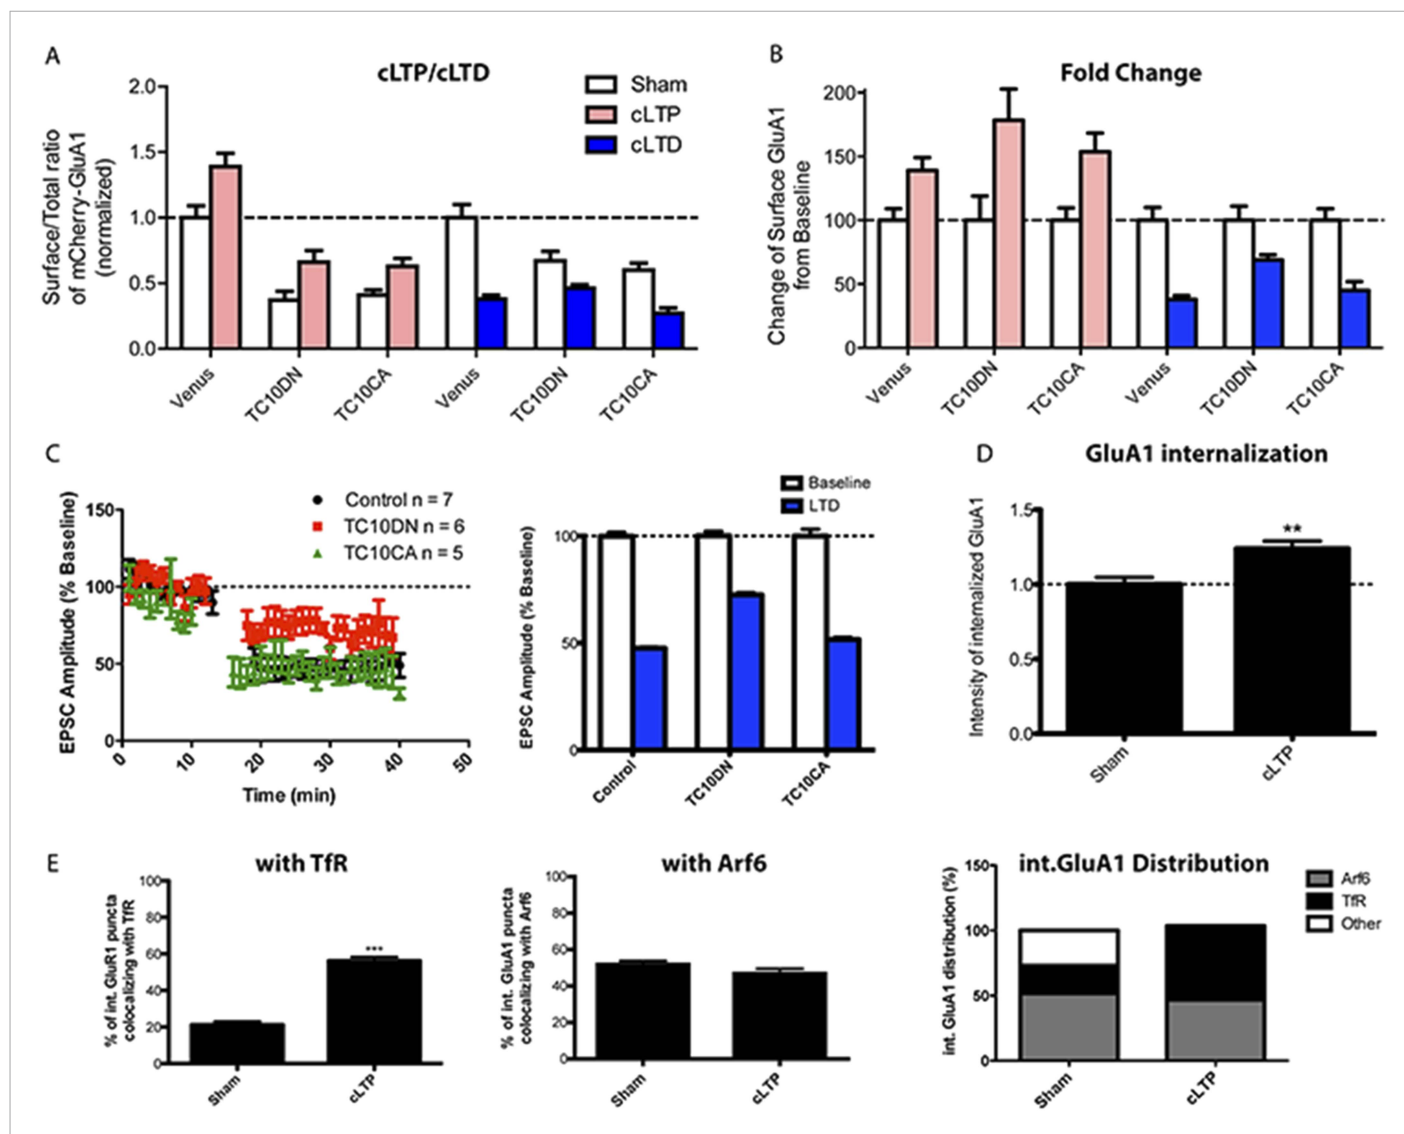 A
cLTP/cLTD
Surface/Total ratio
of mCherry-GluA1
(normalized)
2.0
1.5
1.0
0.5
0.0
Sham
cLTP
cLTD
Venus
TC10DN
TC10CA
Venus
TC10DN
TC10CA
B
Fold Change
Change of Surface GluA1
from Baseline
200
150
100
50
0
Venus
TC10DN
TC10CA
Venus
TC10DN
TC10CA
C
EPSC Amplitude (% Baseline)
150
100
50
0
Control n = 7
TC10DN n = 6
TC10CA n = 5
0
10
20
30
40
50
Time (min)
Baseline
LTD
EPSC Amplitude (% Baseline)
100
50
0
Control
TC10DN
TC10CA
D
GluA1 internalization
Intensity of internalized GluA1
1.5
1.0
0.5
0.0
**
Sham
cLTP
E
with TfR
% of int. GluR1 puncta
colocalizing with TfR
100
80
60
40
20
0
***
Sham
cLTP
with Arf6
% of int. GluA1 puncta
colocalizing with Arf6
100
80
60
40
20
0
Sham
cLTP
int.GluA1 Distribution
int. GluA1 distribution (%)
150
100
50
0
Arf6
TfR
Other
Sham
cLTP